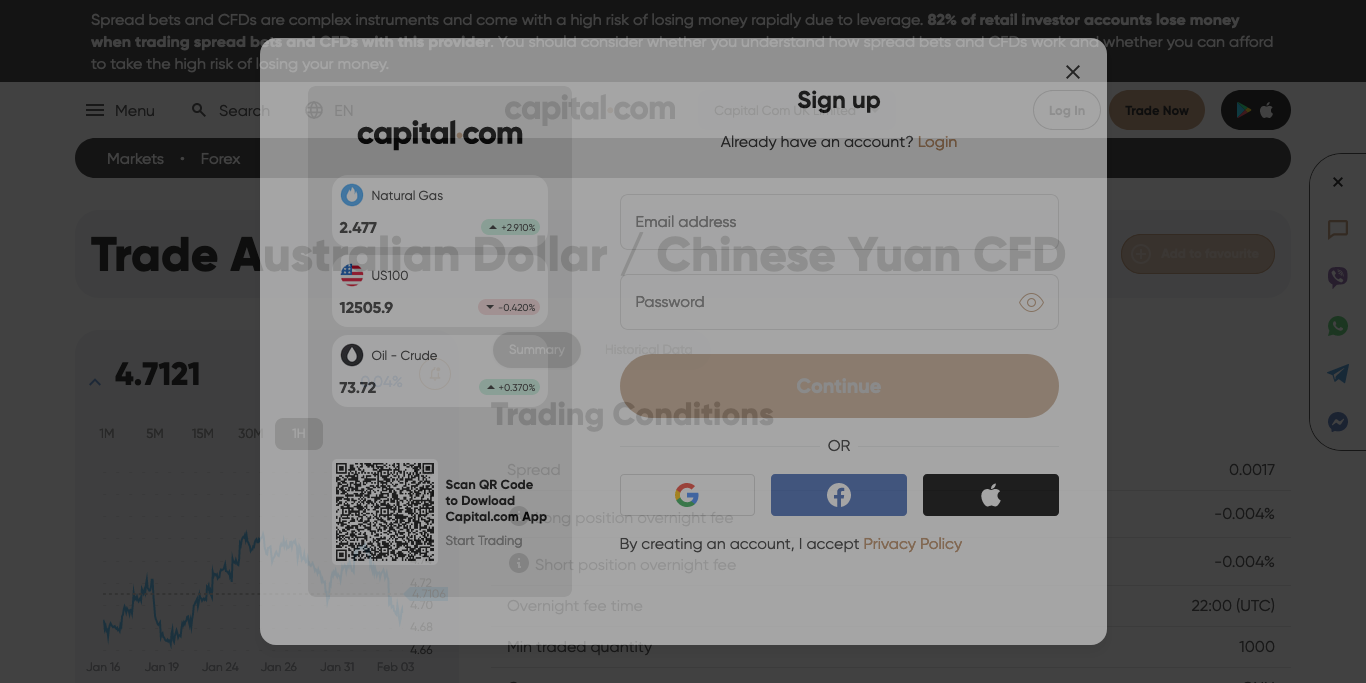 Spread bets and CFDs are complex instruments and come with a high risk of losing money rapidly due to leverage. 82% of retail investor accounts lose money
when trading spread bets and CFDs with this provider. You should consider whether you understand how spread bets and CFDs work and whether you can afford
to take the high risk of losing your money.
Menu
Search
EN
capital.com
Capital Com UK Limited
Log In
Trade Now
Markets • Forex
Trade Australian Dollar / Chinese Yuan CFD
Add to favourite
4.7121
0.04%
1M 5M 15M 30M 1H
4.72
4.7106
4.70
4.68
4.66
Jan 16 Jan 19 Jan 24 Jan 26 Jan 31 Feb 03
Summary
Historical Data
Trading Conditions
Spread 0.0017
Long position overnight fee -0.004%
Short position overnight fee -0.004%
Overnight fee time 22:00 (UTC)
Min traded quantity 1000
capital.com
Natural Gas
2.477 +2.910%
US100
12505.9 -0.420%
Oil - Crude
73.72 +0.370%
Scan QR Code
to Dowload
Capital.com App
Start Trading
Sign up
Already have an account? Login
Email address
Password
Continue
OR
By creating an account, I accept Privacy Policy